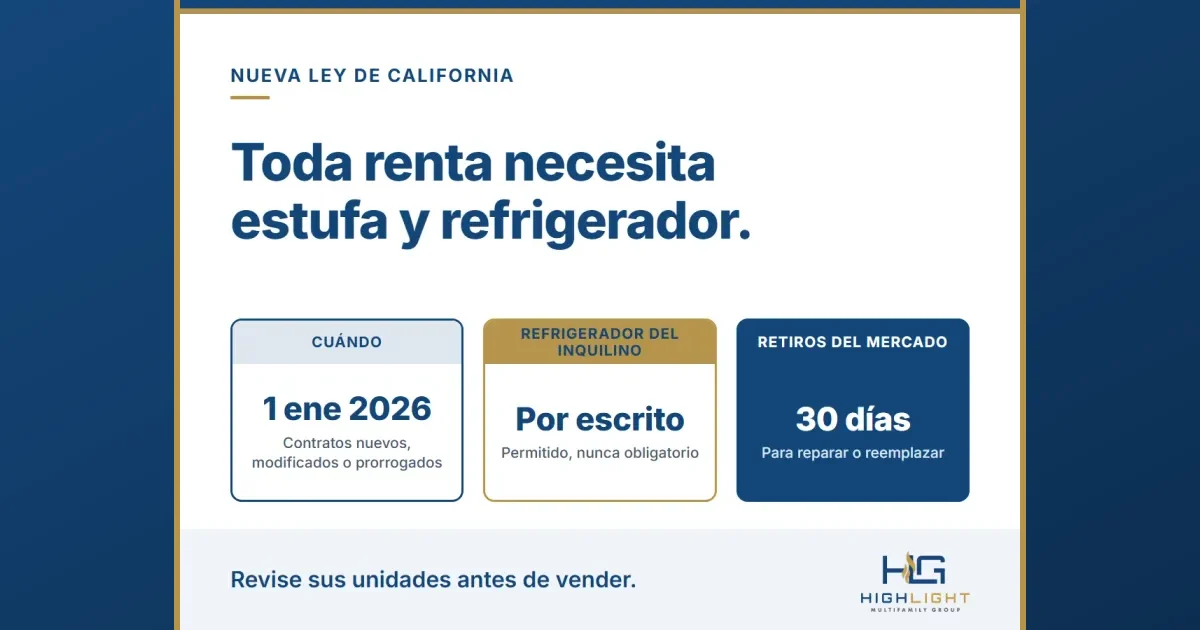 NUEVA LEY DE CALIFORNIA
Toda renta necesita
estufa y refrigerador.
CUÁNDO
1 ene 2026
Contratos nuevos,
modificados o prorrogados
REFRIGERADOR DEL
INQUILINO
Por escrito
Permitido, nunca obligatorio
RETIROS DEL MERCADO
30 días
Para reparar o reemplazar
Revise sus unidades antes de vender.
HLG
HIGHLIGHT
MULTIFAMILY GROUP